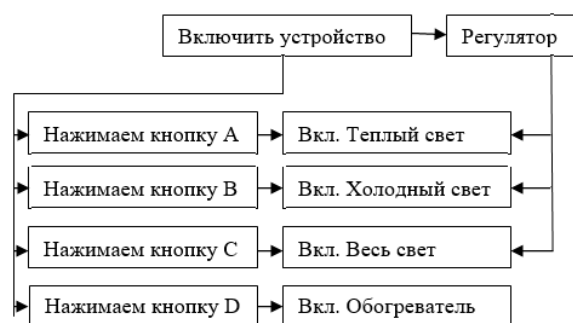 Включить устройство
Регулятор
Нажимаем кнопку A
Вкл. Теплый свет
Нажимаем кнопку B
Вкл. Холодный свет
Нажимаем кнопку C
Вкл. Весь свет
Нажимаем кнопку D
Вкл. Обогреватель